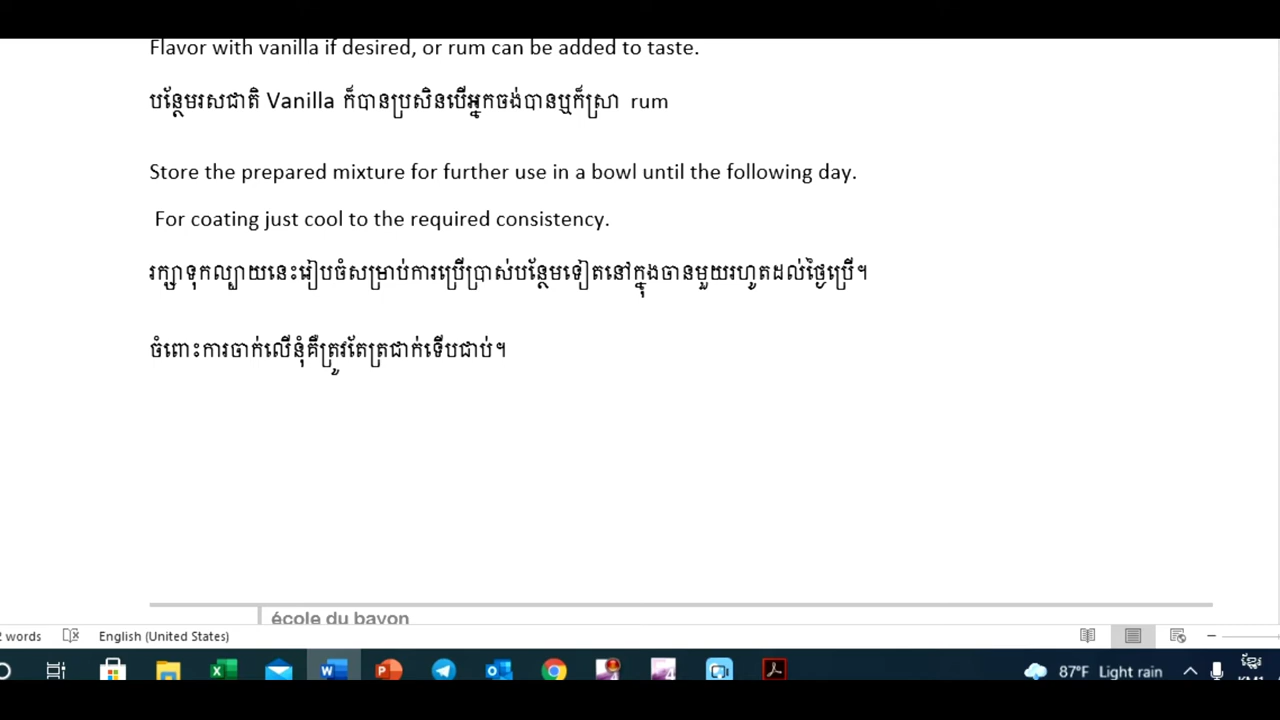 Flavor with vanilla if desired, or rum can be added to taste.
បន្ថែមរសជាតិ Vanilla ក៏បានប្រសិនបើអ្នកចង់បានឬក៏ស្រា rum
Store the prepared mixture for further use in a bowl until the following day.
For coating just cool to the required consistency.
រក្សាទុកល្បាយនេះរៀបចំសម្រាប់ការប្រើប្រាស់បន្ថែមទៀតនៅក្នុងចានមួយរហូតដល់ថ្ងៃប្រើ។
ចំពោះការចាក់លើនុំគឺត្រូវតែត្រជាក់ទើបជាប់។
école du bayon
words English (United States)
87°F Light rain
ខ្មែរ